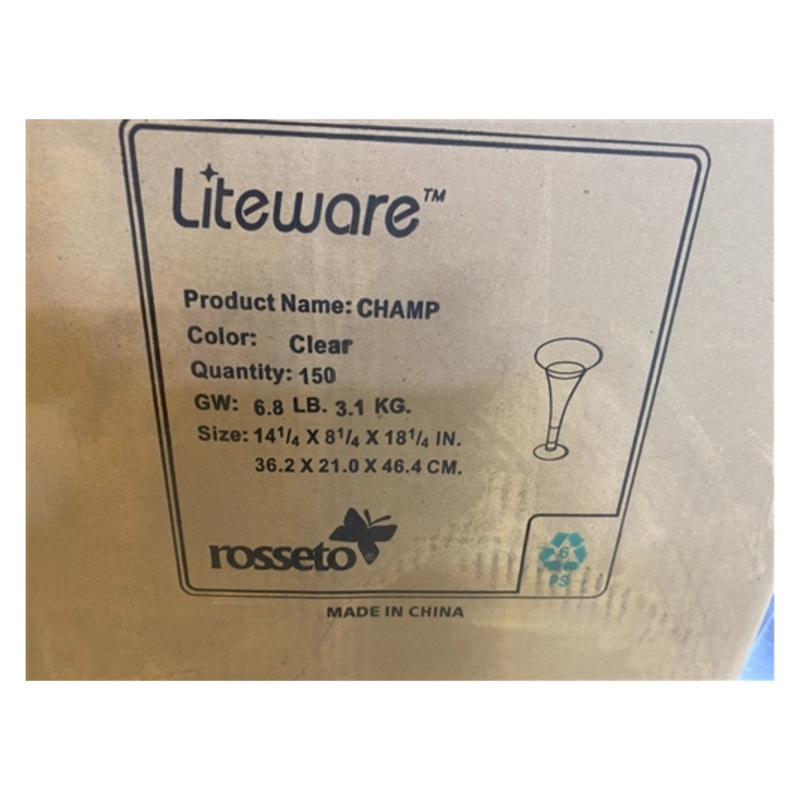 Liteware™
Product Name: CHAMP
Color: Clear
Quantity: 150
GW: 6.8 LB. 3.1 KG.
Size: 14¹/₄ X 8¹/₄ X 18¹/₄ IN.
36.2 X 21.0 X 46.4 CM.
rosseto
6
PS
MADE IN CHINA